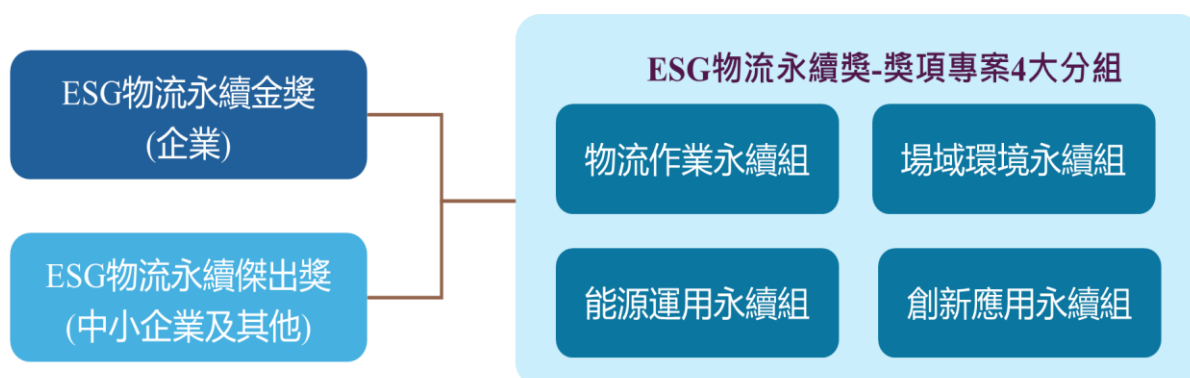 ESG物流永續金獎
(企業)
ESG物流永續傑出獎
(中小企業及其他)
ESG物流永續獎-獎項專案4大分組
物流作業永續組
場域環境永續組
能源運用永續組
創新應用永續組